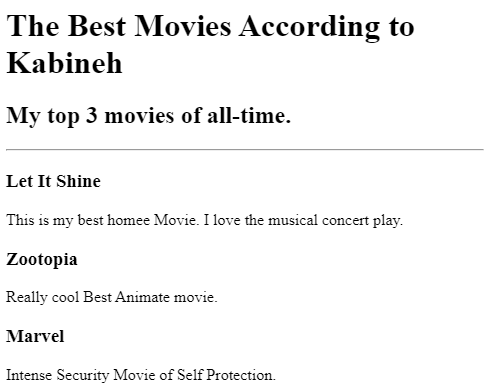 The Best Movies According to
Kabineh
My top 3 movies of all-time.
Let It Shine
This is my best homee Movie. I love the musical concert play.
Zootopia
Really cool Best Animate movie.
Marvel
Intense Security Movie of Self Protection.